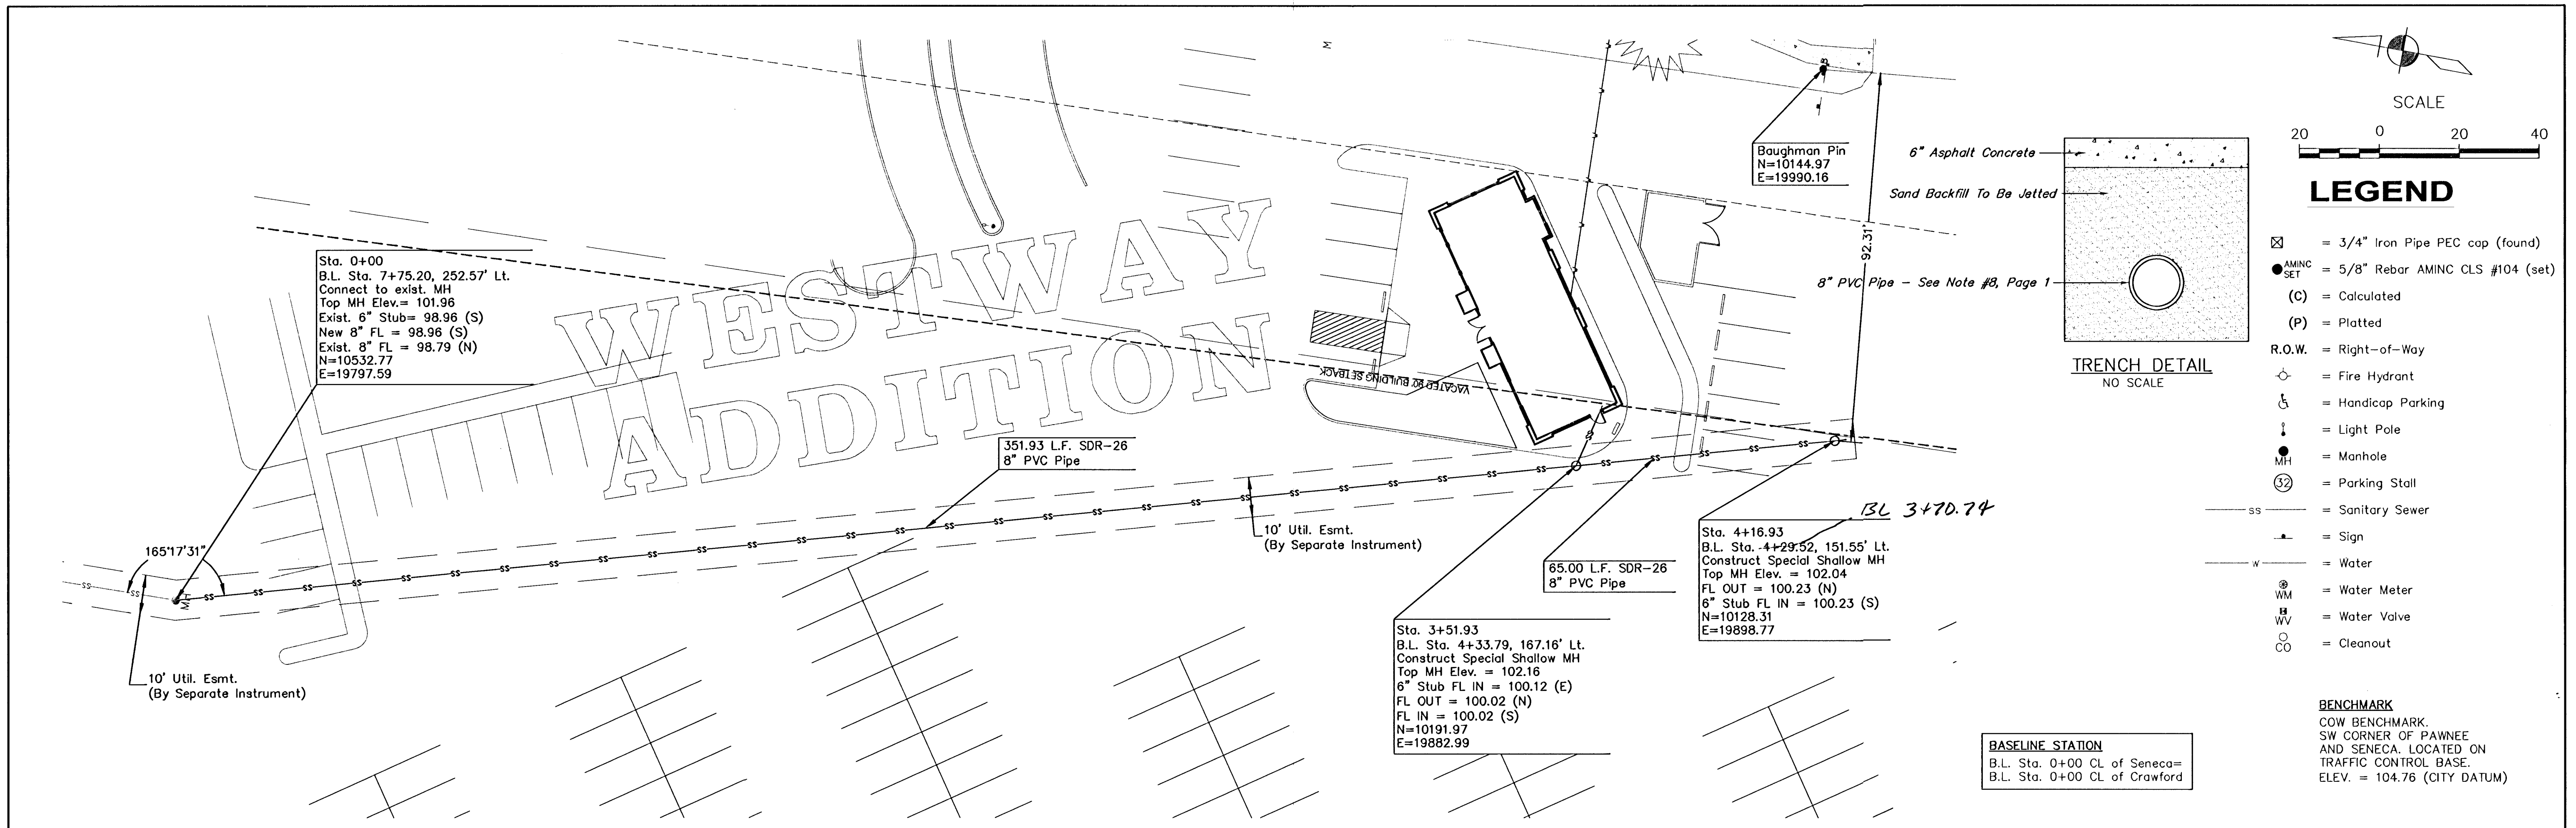 Sta. 0+00
B.L. Sta. 7+75.20, 252.57' Lt.
Connect to exist. MH
Top MH Elev.= 101.96
Exist. 6" Stub= 98.96 (S)
New 8" FL = 98.96 (S)
Exist. 8" FL = 98.79 (N)
N=10532.77
E=19797.59
WESTWAY
ADDITION
VACATED 20' BUILDING SETBACK
351.93 L.F. SDR-26
8" PVC Pipe
165°17'31"
MH
10' Util. Esmt.
(By Separate Instrument)
10' Util. Esmt.
(By Separate Instrument)
Baughman Pin
N=10144.97
E=19990.16
92.31'
65.00 L.F. SDR-26
8" PVC Pipe
BL 3+70.74
Sta. 4+16.93
B.L. Sta. 4+29.52, 151.55' Lt.
Construct Special Shallow MH
Top MH Elev. = 102.04
FL OUT = 100.23 (N)
6" Stub FL IN = 100.23 (S)
N=10128.31
E=19898.77
Sta. 3+51.93
B.L. Sta. 4+33.79, 167.16' Lt.
Construct Special Shallow MH
Top MH Elev. = 102.16
6" Stub FL IN = 100.12 (E)
FL OUT = 100.02 (N)
FL IN = 100.02 (S)
N=10191.97
E=19882.99
6" Asphalt Concrete
Sand Backfill To Be Jetted
8" PVC Pipe - See Note #8, Page 1
TRENCH DETAIL
NO SCALE
SCALE
20 0 20 40
LEGEND
= 3/4" Iron Pipe PEC cap (found)
AMINC SET = 5/8" Rebar AMINC CLS #104 (set)
(C) = Calculated
(P) = Platted
R.O.W. = Right-of-Way
= Fire Hydrant
= Handicap Parking
= Light Pole
MH = Manhole
32 = Parking Stall
SS = Sanitary Sewer
= Sign
W = Water
WM = Water Meter
WV = Water Valve
CO = Cleanout
BENCHMARK
COW BENCHMARK.
SW CORNER OF PAWNEE
AND SENECA. LOCATED ON
TRAFFIC CONTROL BASE.
ELEV. = 104.76 (CITY DATUM)
BASELINE STATION
B.L. Sta. 0+00 CL of Seneca=
B.L. Sta. 0+00 CL of Crawford